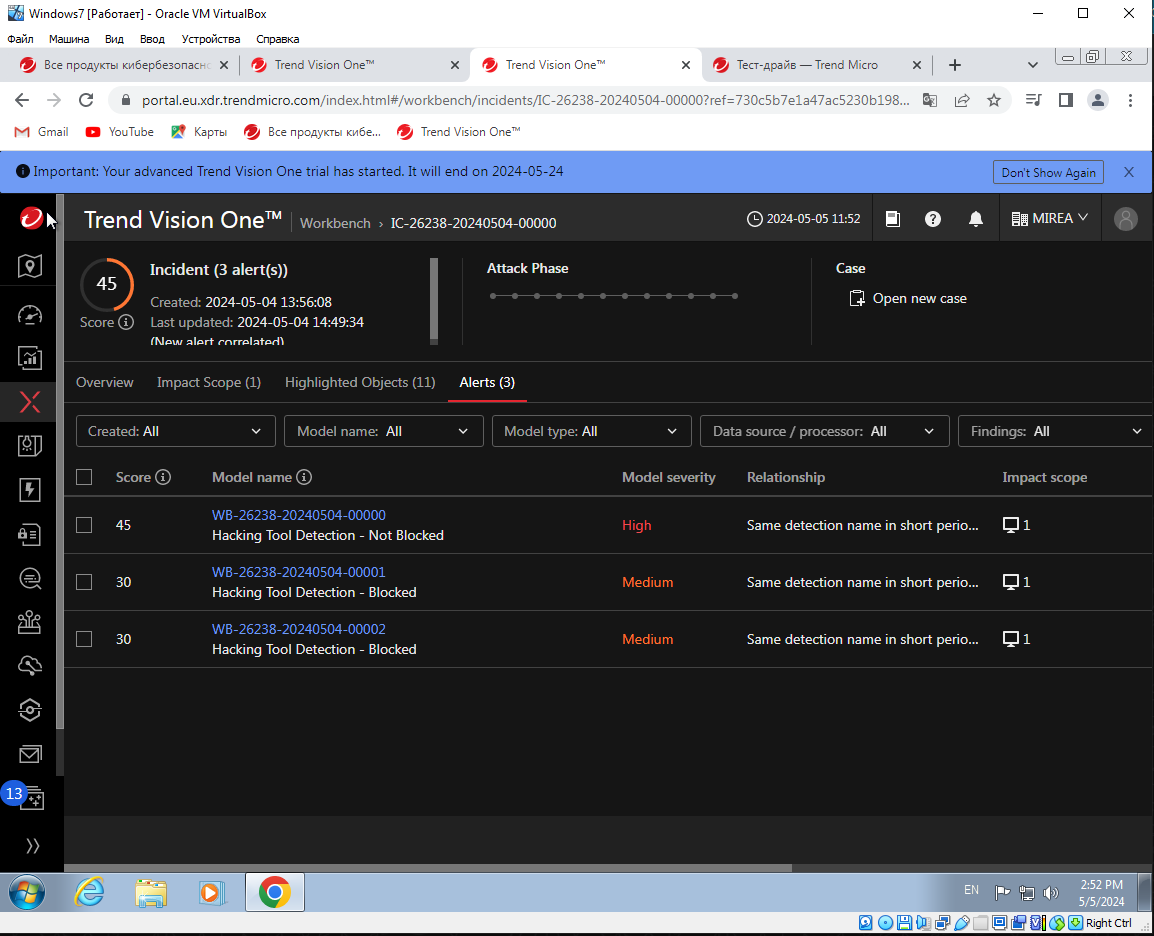 Windows7 [Работает] - Oracle VM VirtualBox
Файл Машина Вид Ввод Устройства Справка
Все продукты кибербезопасно Trend Vision One™ Trend Vision One™ Тест-драйв — Trend Micro
portal.eu.xdr.trendmicro.com/index.html#/workbench/incidents/IC-26238-20240504-00000?ref=730c5b7e1a47ac5230b198...
Gmail YouTube Карты Все продукты кибе... Trend Vision One™
Important: Your advanced Trend Vision One trial has started. It will end on 2024-05-24 Don't Show Again
Trend Vision One™ Workbench › IC-26238-20240504-00000 2024-05-05 11:52 MIREA
45
Score
Incident (3 alert(s))
Created: 2024-05-04 13:56:08
Last updated: 2024-05-04 14:49:34
(New alert correlated)
Attack Phase
Case
Open new case
Overview Impact Scope (1) Highlighted Objects (11) Alerts (3)
Created: All Model name: All Model type: All Data source / processor: All Findings: All
Score Model name Model severity Relationship Impact scope
45 WB-26238-20240504-00000 High Same detection name in short perio... 1
Hacking Tool Detection - Not Blocked
30 WB-26238-20240504-00001 Medium Same detection name in short perio... 1
Hacking Tool Detection - Blocked
30 WB-26238-20240504-00002 Medium Same detection name in short perio... 1
Hacking Tool Detection - Blocked
13
EN 2:52 PM
5/5/2024
Right Ctrl